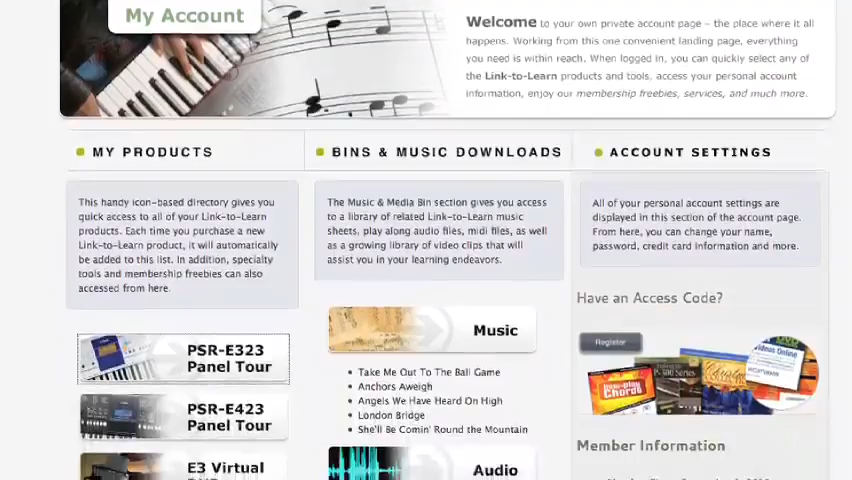 My Account
Welcome to your own private account page – the place where it all
happens. Working from this one convenient landing page, everything
you need is within reach. When logged in, you can quickly select any of
the Link-to-Learn products and tools, access your personal account
information, enjoy our membership freebies, services, and much more.
MY PRODUCTS
This handy icon-based directory gives you
quick access to all of your Link-to-Learn
products. Each time you purchase a new
Link-to-Learn product, it will automatically
be added to this list. In addition, specialty
tools and membership freebies can also
accessed from here.
PSR-E323
Panel Tour
PSR-E423
Panel Tour
E3 Virtual
BINS & MUSIC DOWNLOADS
The Music & Media Bin section gives you access
to a library of related Link-to-Learn music
sheets, play along audio files, midi files, as well
as a growing library of video clips that will
assist you in your learning endeavors.
Music
Take Me Out To The Ball Game
Anchors Aweigh
Angels We Have Heard On High
London Bridge
She'll Be Comin' Round the Mountain
Audio
ACCOUNT SETTINGS
All of your personal account settings are
displayed in this section of the account page.
From here, you can change your name,
password, credit card information and more.
Have an Access Code?
Register
Chords
Videos Online
Member Information